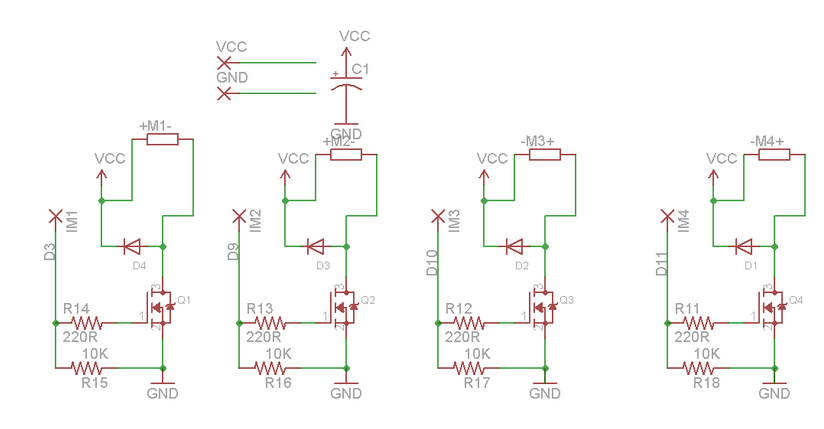 VCC
VCC
GND
+
C1
GND
+M1-
+M2-
-M3+
-M4+
VCC
VCC
VCC
VCC
IM1
IM2
IM3
IM4
D3
D9
D10
D11
D4
D3
D2
D1
3
Q1
3
Q2
3
Q3
3
Q4
R14
1
2
R13
1
2
R12
1
2
R11
1
2
220R
220R
220R
220R
10K
10K
10K
10K
R15
R16
R17
R18
GND
GND
GND
GND